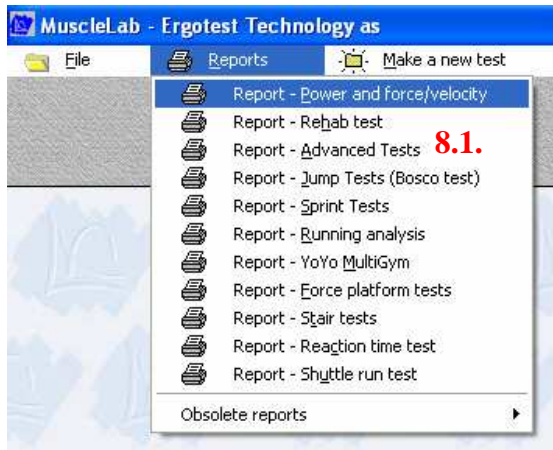 MuscleLab - Ergotest Technology as
File Reports Make a new test
Report - Power and force/velocity
Report - Rehab test
Report - Advanced Tests 8.1.
Report - Jump Tests (Bosco test)
Report - Sprint Tests
Report - Running analysis
Report - YoYo MultiGym
Report - Force platform tests
Report - Stair tests
Report - Reaction time test
Report - Shuttle run test
Obsolete reports